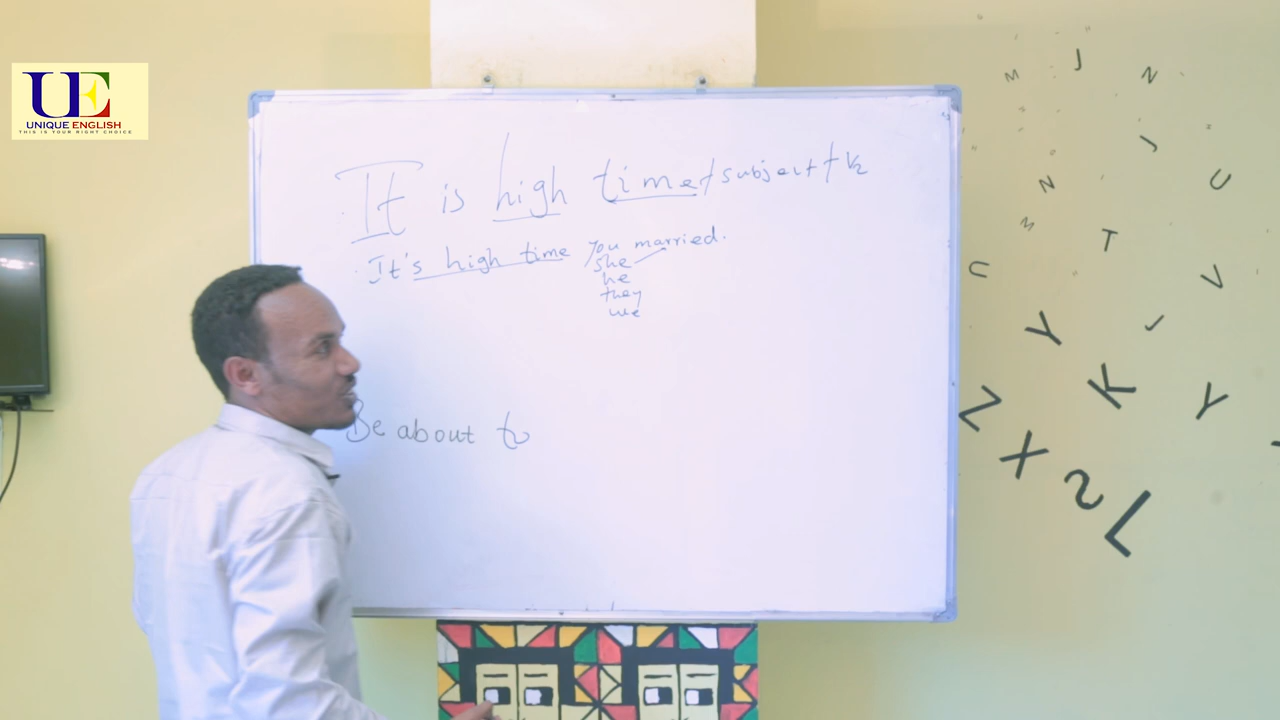 UE
UNIQUE ENGLISH
THIS IS YOUR RIGHT CHOICE
It is high time + subject + V2
It's high time you married.
she
he
they
we
Be about to
M
J
N
J
U
N
M
T
C
V
Y
K
Y
Z
X
2
L